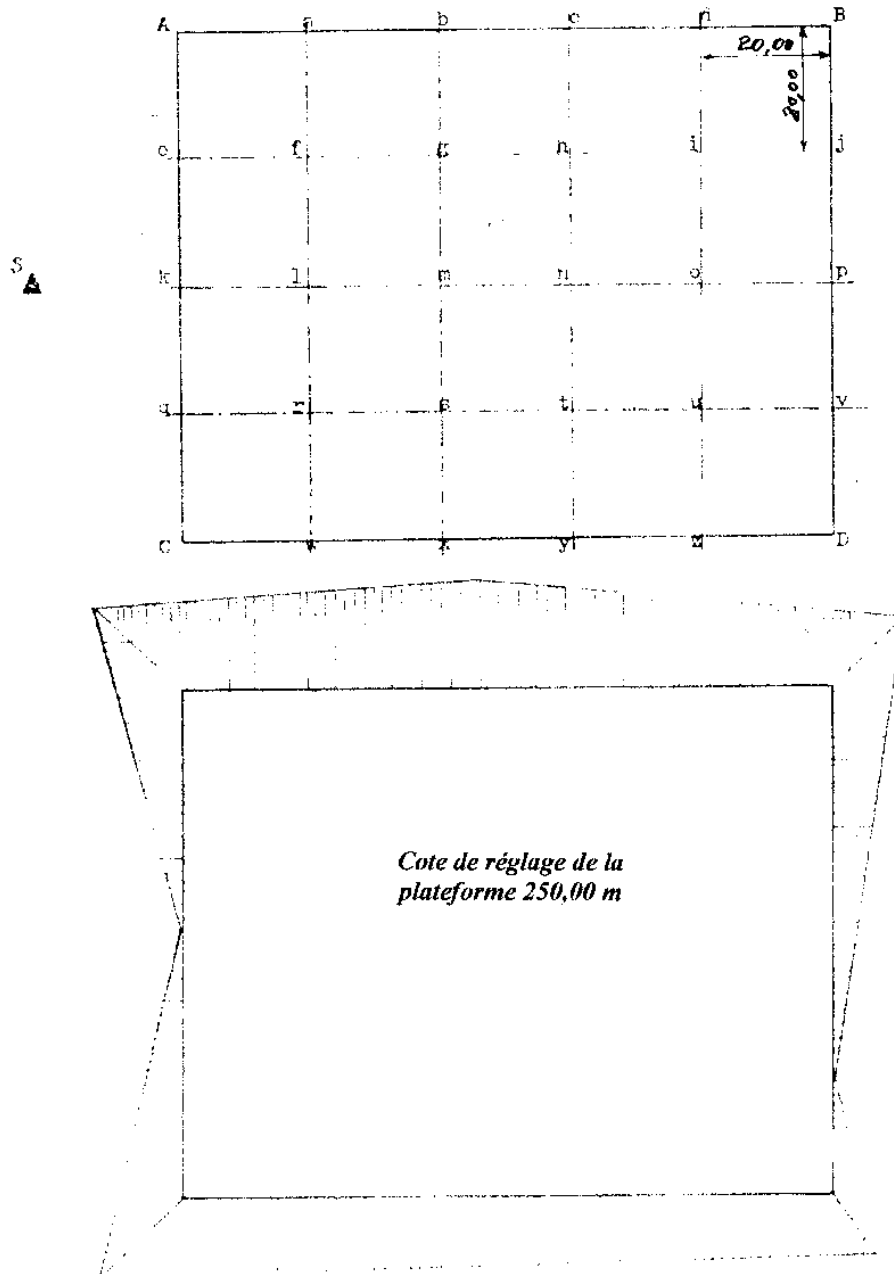 A a b c d B
20,00
20,00
e f g h i j
S
k l m n o p
q r s t u v
C w x y D
Cote de réglage de la
plateforme 250,00 m